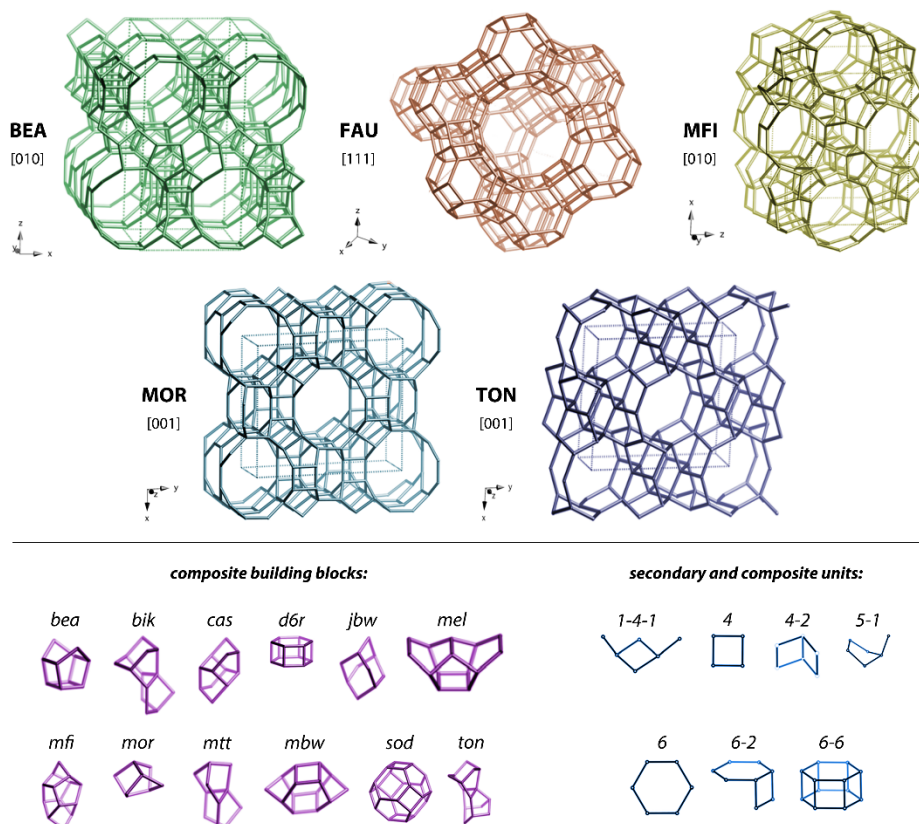 BEA
[010]
z
y
x
FAU
[111]
z
x
y
MFI
[010]
x
y
z
MOR
[001]
y
z
x
TON
[001]
y
z
x
composite building blocks:
secondary and composite units:
bea bik cas d6r jbw mel
1-4-1 4 4-2 5-1
mfi mor mtt mbw sod ton
6 6-2 6-6